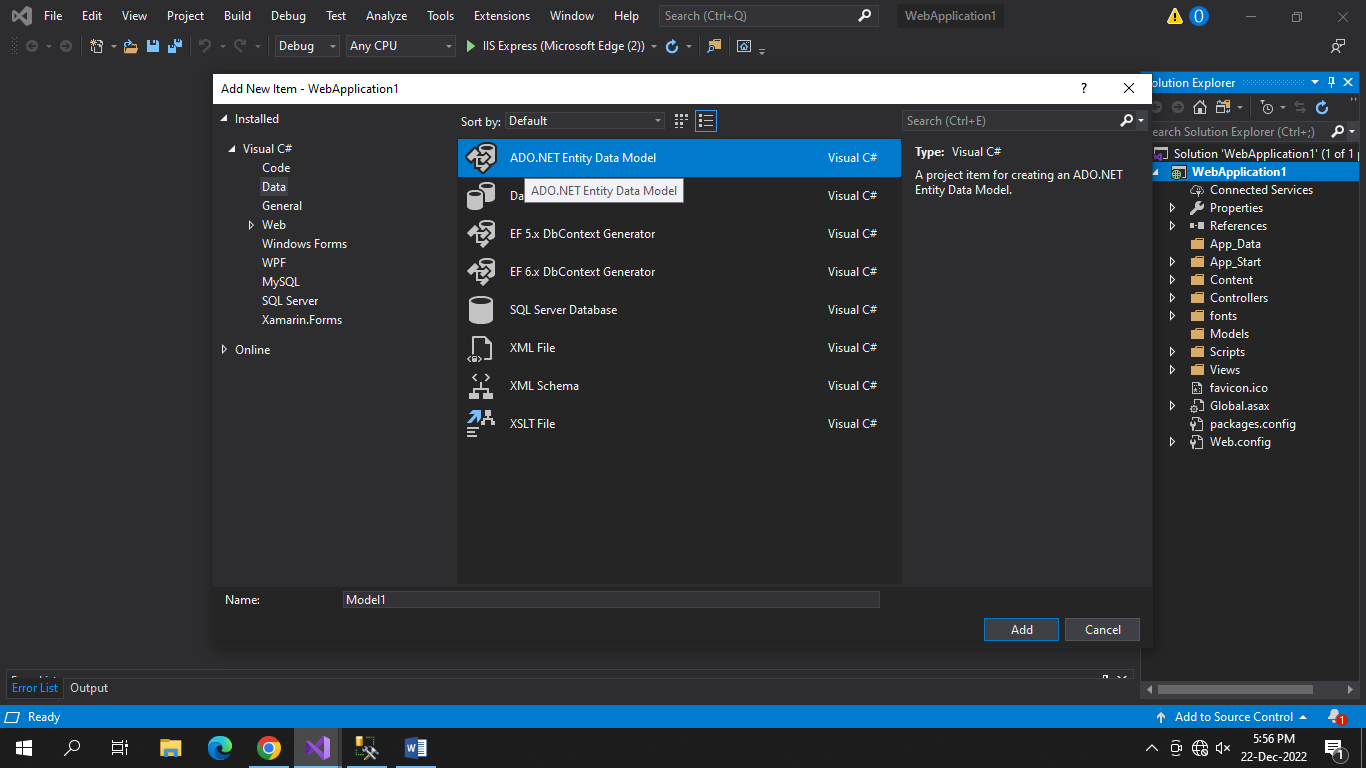 File Edit View Project Build Debug Test Analyze Tools Extensions Window Help Search (Ctrl+Q) WebApplication1 0
Debug Any CPU IIS Express (Microsoft Edge (2))
Add New Item - WebApplication1 ?
Installed
Visual C#
Code
Data
General
Web
Windows Forms
WPF
MySQL
SQL Server
Xamarin.Forms
Online
Sort by: Default
ADO.NET Entity Data Model Visual C#
ADO.NET Entity Data Model
Da Visual C#
EF 5.x DbContext Generator Visual C#
EF 6.x DbContext Generator Visual C#
SQL Server Database Visual C#
XML File Visual C#
XML Schema Visual C#
XSLT File Visual C#
Search (Ctrl+E)
Type: Visual C#
A project item for creating an ADO.NET
Entity Data Model.
Name: Model1
Add Cancel
olution Explorer
earch Solution Explorer (Ctrl+;)
Solution 'WebApplication1' (1 of 1
WebApplication1
Connected Services
Properties
References
App_Data
App_Start
Content
Controllers
fonts
Models
Scripts
Views
favicon.ico
Global.asax
packages.config
Web.config
Error List Output
Ready Add to Source Control 1
5:56 PM
22-Dec-2022 1